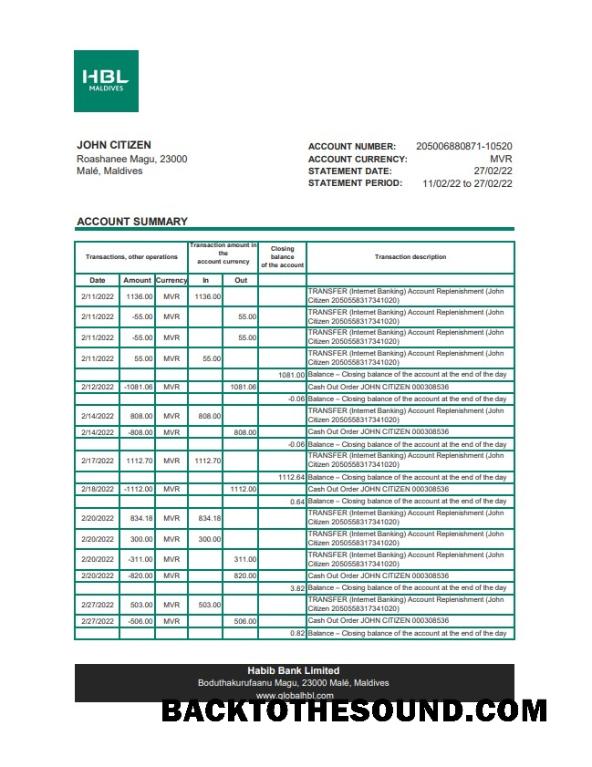 HBL
MALDIVES
JOHN CITIZEN
Roashanee Magu, 23000
Malé, Maldives
ACCOUNT NUMBER: 205006880871-10520
ACCOUNT CURRENCY: MVR
STATEMENT DATE: 27/02/22
STATEMENT PERIOD: 11/02/22 to 27/02/22
ACCOUNT SUMMARY
Transactions, other operations
Transaction amount in
the
account currency
Closing
balance
of the account
Transaction description
Date Amount Currency In Out
2/11/2022 1136.00 MVR 1136.00 TRANSFER (Internet Banking) Account Replenishment (John
Citizen 2050558317341020)
2/11/2022 -55.00 MVR 55.00 TRANSFER (Internet Banking) Account Replenishment (John
Citizen 2050558317341020)
2/11/2022 -55.00 MVR 55.00 TRANSFER (Internet Banking) Account Replenishment (John
Citizen 2050558317341020)
2/11/2022 55.00 MVR 55.00 TRANSFER (Internet Banking) Account Replenishment (John
Citizen 2050558317341020)
1081.00 Balance – Closing balance of the account at the end of the day
2/12/2022 -1081.06 MVR 1081.06 Cash Out Order JOHN CITIZEN 000308536
-0.06 Balance – Closing balance of the account at the end of the day
2/14/2022 808.00 MVR 808.00 TRANSFER (Internet Banking) Account Replenishment (John
Citizen 2050558317341020)
2/14/2022 -808.00 MVR 808.00 Cash Out Order JOHN CITIZEN 000308536
-0.06 Balance – Closing balance of the account at the end of the day
2/17/2022 1112.70 MVR 1112.70 TRANSFER (Internet Banking) Account Replenishment (John
Citizen 2050558317341020)
1112.64 Balance – Closing balance of the account at the end of the day
2/18/2022 -1112.00 MVR 1112.00 Cash Out Order JOHN CITIZEN 000308536
0.64 Balance – Closing balance of the account at the end of the day
2/20/2022 834.18 MVR 834.18 TRANSFER (Internet Banking) Account Replenishment (John
Citizen 2050558317341020)
2/20/2022 300.00 MVR 300.00 TRANSFER (Internet Banking) Account Replenishment (John
Citizen 2050558317341020)
2/20/2022 -311.00 MVR 311.00 TRANSFER (Internet Banking) Account Replenishment (John
Citizen 2050558317341020)
2/20/2022 -820.00 MVR 820.00 Cash Out Order JOHN CITIZEN 000308536
3.82 Balance – Closing balance of the account at the end of the day
2/27/2022 503.00 MVR 503.00 TRANSFER (Internet Banking) Account Replenishment (John
Citizen 2050558317341020)
2/27/2022 -506.00 MVR 506.00 Cash Out Order JOHN CITIZEN 000308536
0.82 Balance – Closing balance of the account at the end of the day
Habib Bank Limited
Boduthakurufaanu Magu, 23000 Malé, Maldives
www.globalhbl.com
BACKTOTHESOUND.COM